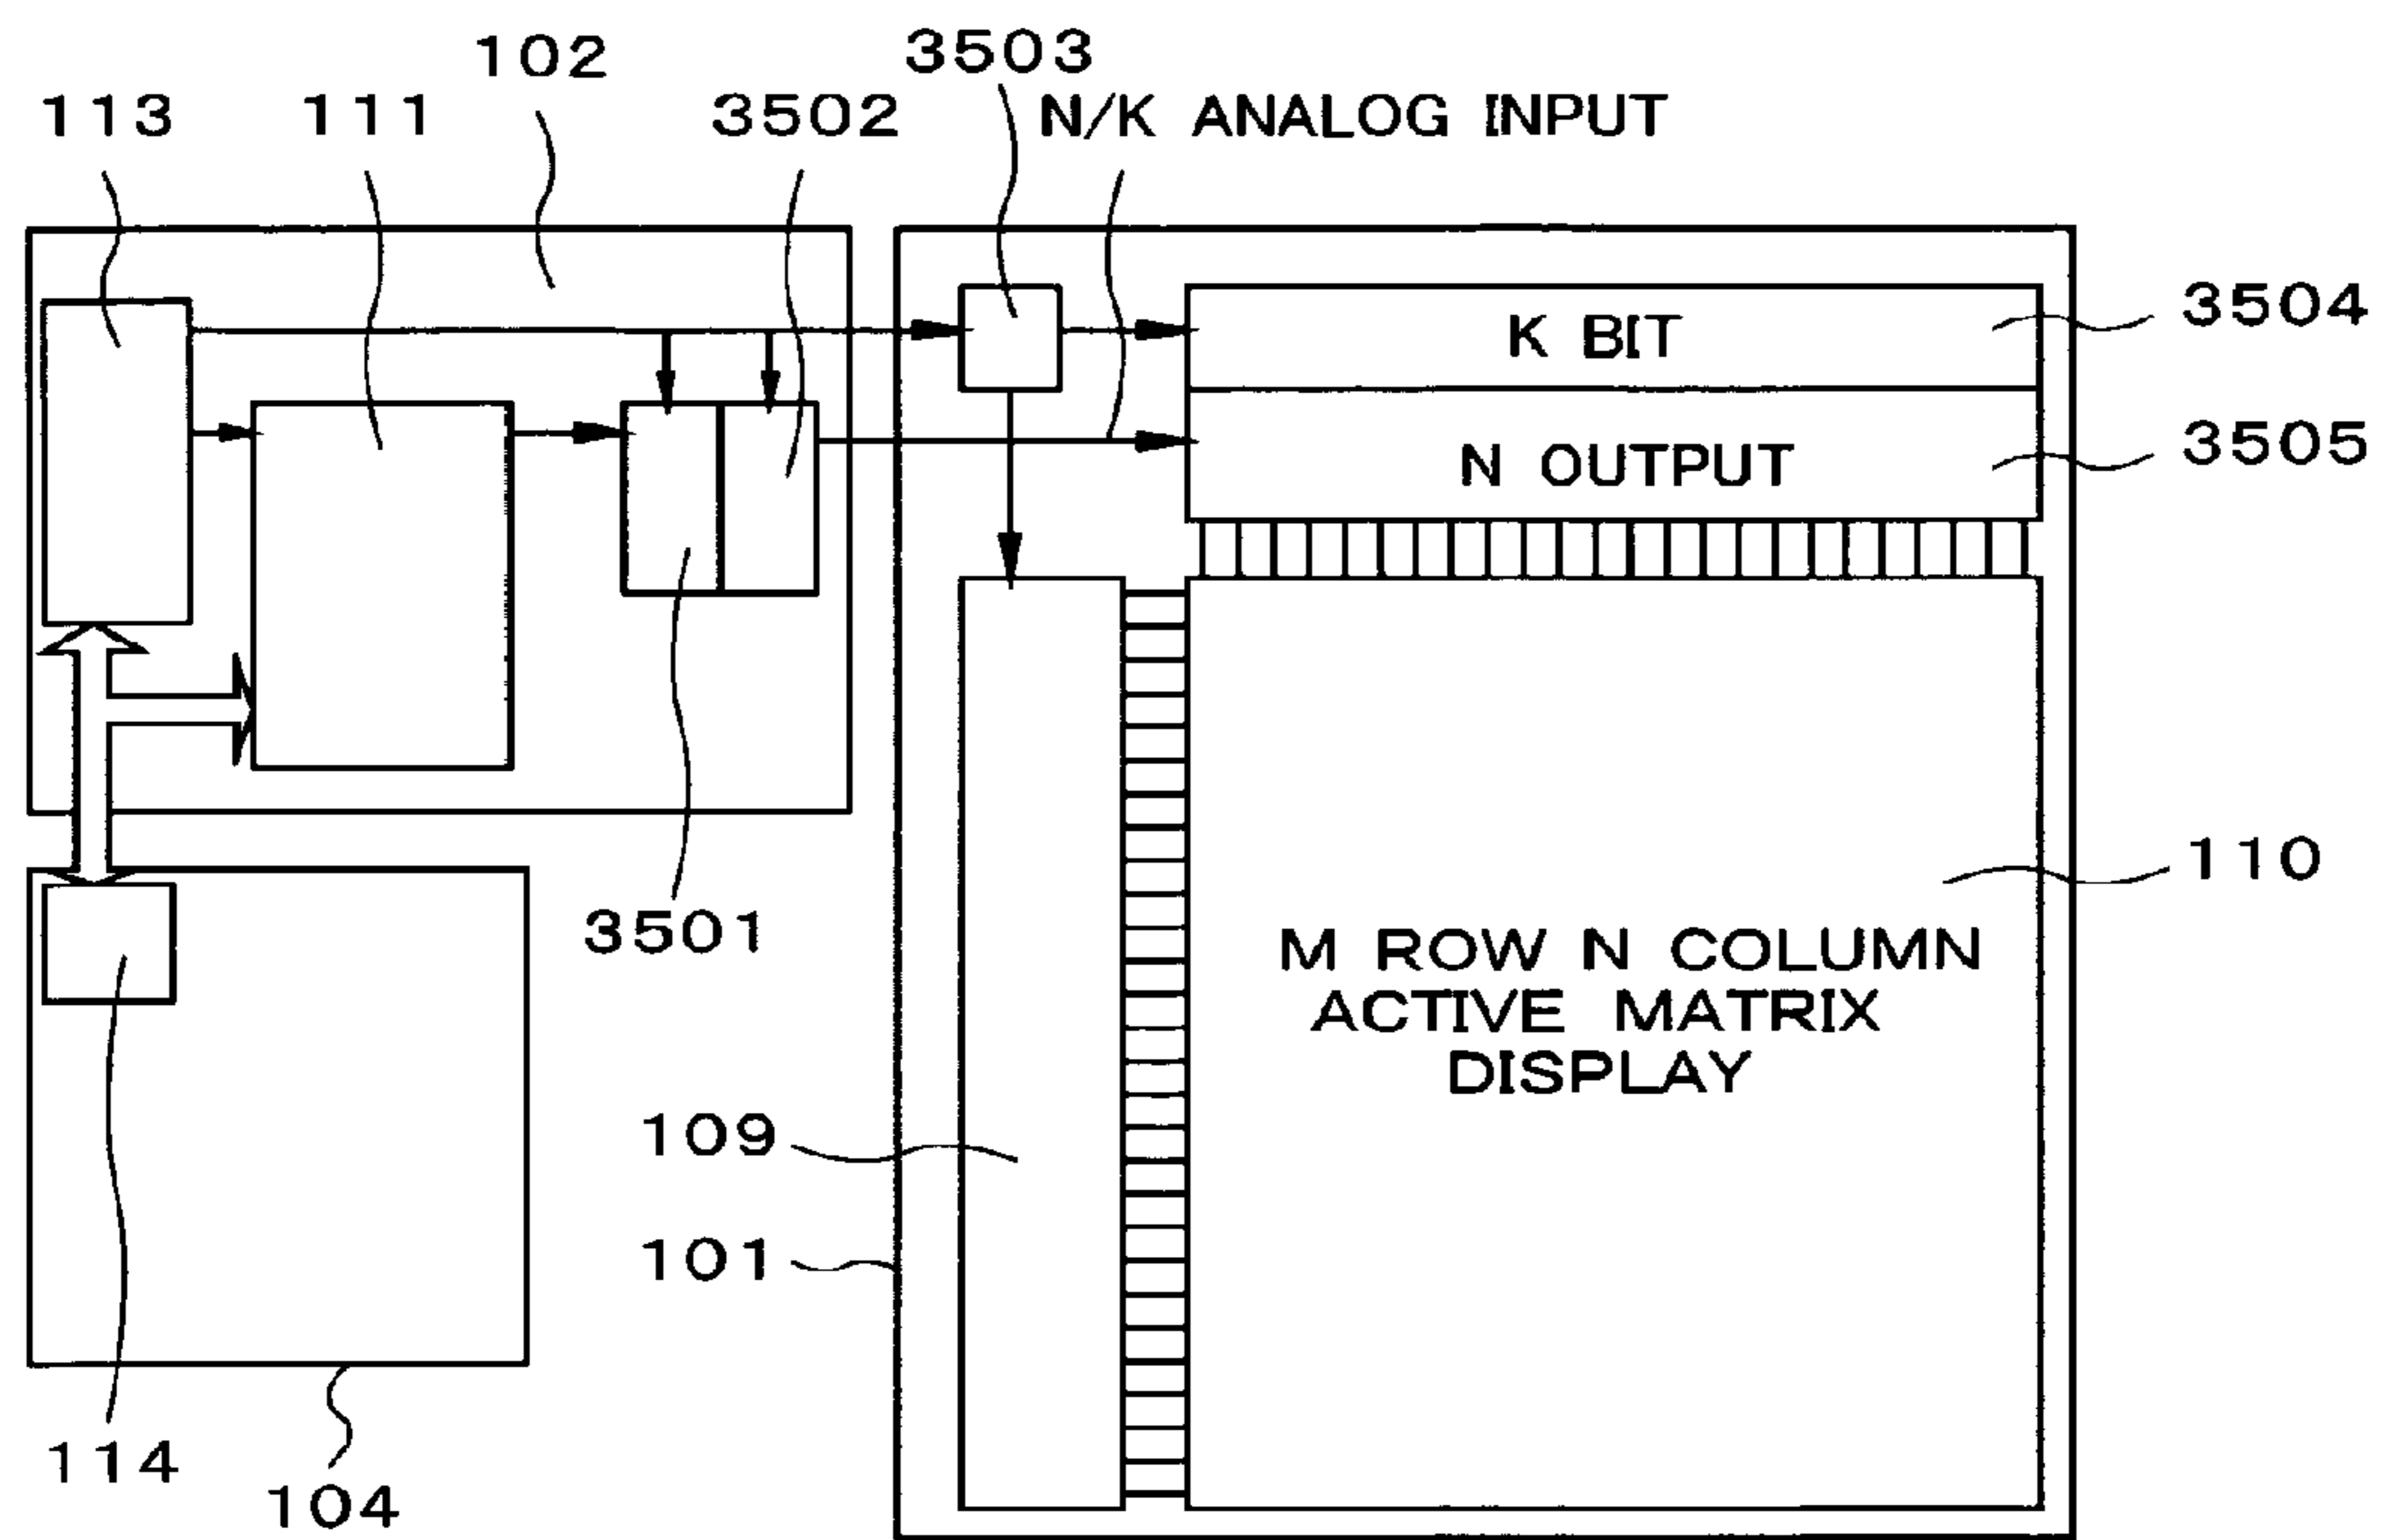 102
3503
113
111
3502
N/K ANALOG INPUT
3504
K BIT
3505
N OUTPUT
110
3501
M ROW N COLUMN
ACTIVE MATRIX
DISPLAY
109
101
114
104